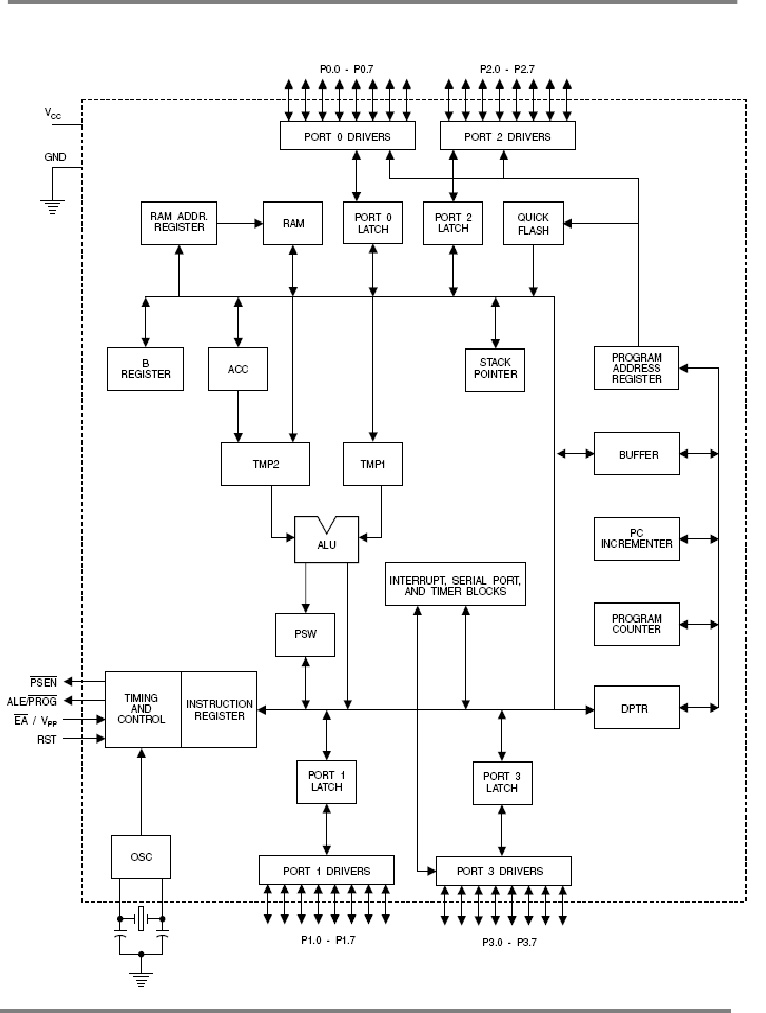 P0.0 - P0.7
P2.0 - P2.7
VCC
GND
PORT 0 DRIVERS
PORT 2 DRIVERS
RAM ADDR.
REGISTER
RAM
PORT 0
LATCH
PORT 2
LATCH
QUICK
FLASH
B
REGISTER
ACC
STACK
POINTER
PROGRAM
ADDRESS
REGISTER
TMP2
TMP1
BUFFER
ALU
PC
INCREMENTER
INTERRUPT, SERIAL PORT,
AND TIMER BLOCKS
PSW
PROGRAM
COUNTER
PSEN
ALE/PROG
EA / VPP
RST
TIMING
AND
CONTROL
INSTRUCTION
REGISTER
DPTR
PORT 1
LATCH
PORT 3
LATCH
OSC
PORT 1 DRIVERS
PORT 3 DRIVERS
P1.0 - P1.7
P3.0 - P3.7